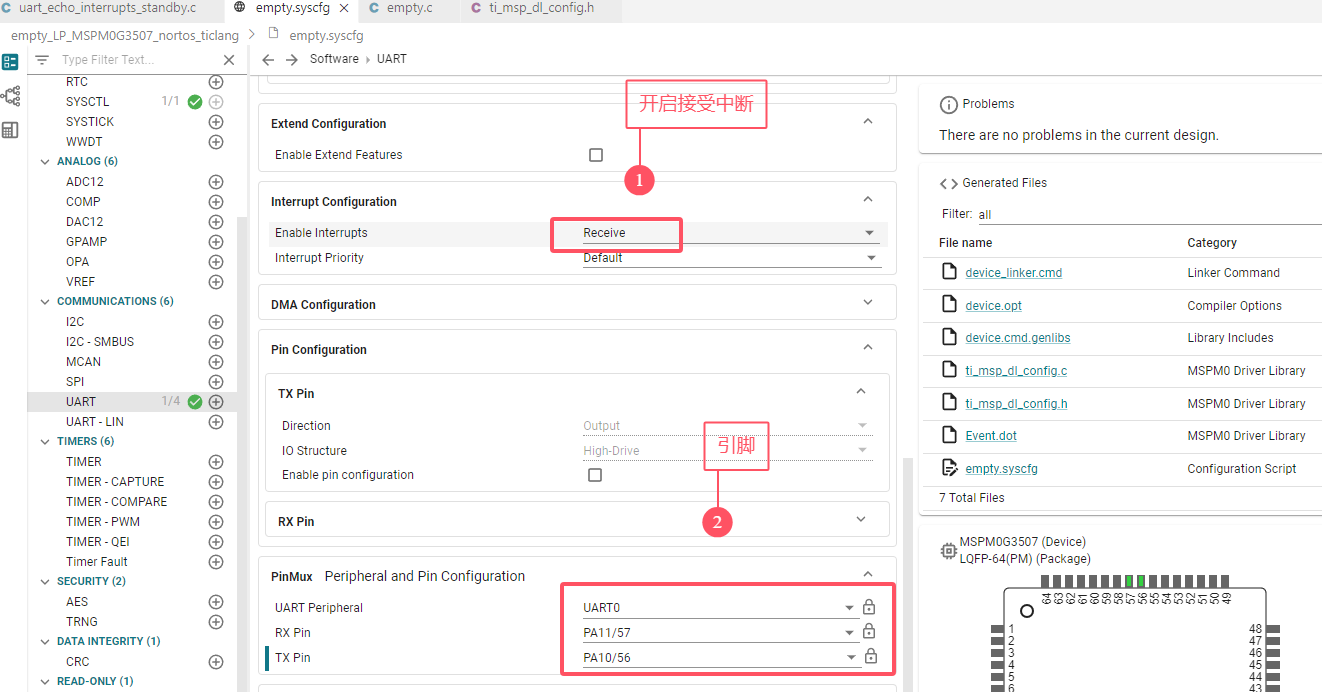 uart_echo_interrupts_standby.c
empty.syscfg
empty.c
ti_msp_dl_config.h
empty_LP_MSPM0G3507_nortos_ticlang > empty.syscfg
Type Filter Text...
RTC
SYSCTL 1/1
SYSTICK
WWDT
ANALOG (6)
ADC12
COMP
DAC12
GPAMP
OPA
VREF
COMMUNICATIONS (6)
I2C
I2C - SMBUS
MCAN
SPI
UART 1/4
UART - LIN
TIMERS (6)
TIMER
TIMER - CAPTURE
TIMER - COMPARE
TIMER - PWM
TIMER - QEI
Timer Fault
SECURITY (2)
AES
TRNG
DATA INTEGRITY (1)
CRC
READ-ONLY (1)
Software > UART
开启接受中断
1
Extend Configuration
Enable Extend Features
Interrupt Configuration
Enable Interrupts Receive
Interrupt Priority Default
DMA Configuration
Pin Configuration
TX Pin
Direction Output
IO Structure High-Drive
Enable pin configuration
引脚
2
RX Pin
PinMux Peripheral and Pin Configuration
UART Peripheral UART0
RX Pin PA11/57
TX Pin PA10/56
Problems
There are no problems in the current design.
Generated Files
Filter: all
File name Category
device_linker.cmd Linker Command
device.opt Compiler Options
device.cmd.genlibs Library Includes
ti_msp_dl_config.c MSPM0 Driver Library
ti_msp_dl_config.h MSPM0 Driver Library
Event.dot MSPM0 Driver Library
empty.syscfg Configuration Script
7 Total Files
MSPM0G3507 (Device)
LQFP-64(PM) (Package)
64 63 62 61 60 59 58 57 56 55 54 53 52 51 50 49
1 48
2 47
3 46
4 45
5 44
6 43